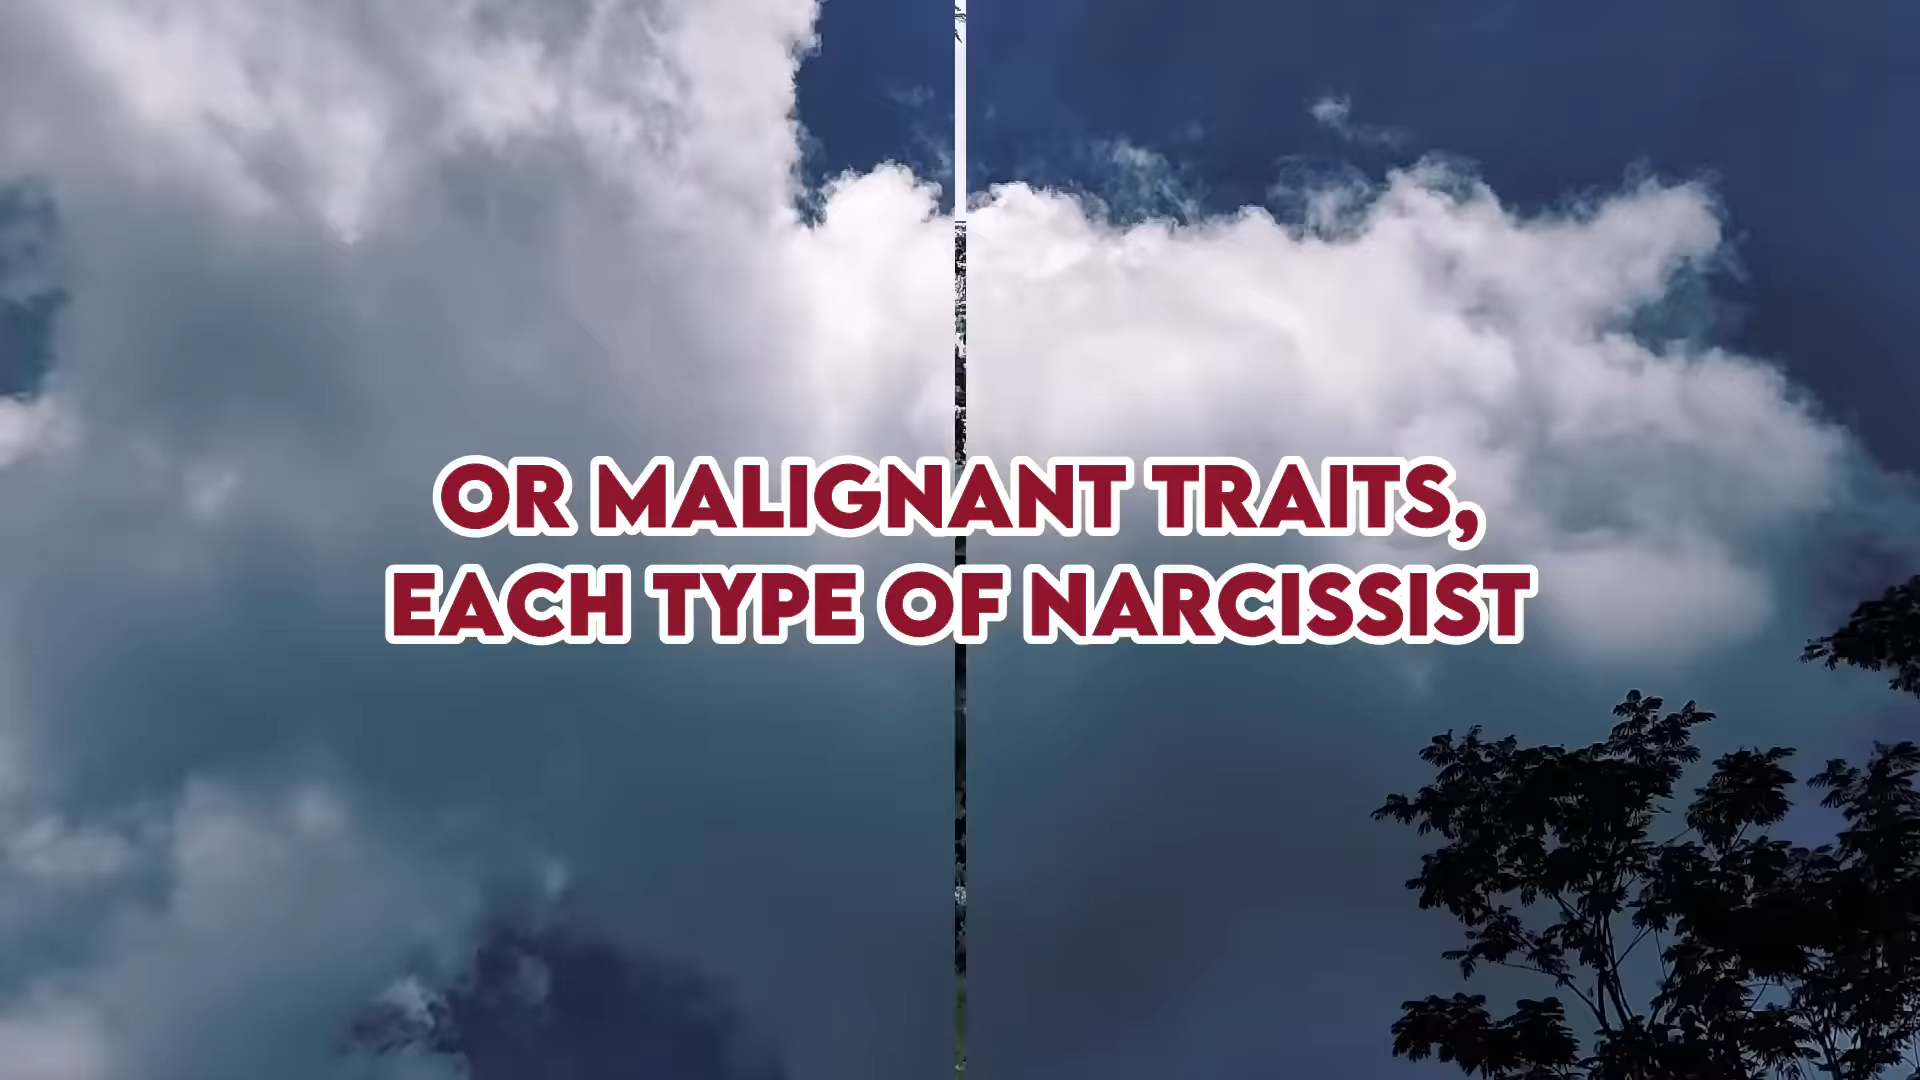 OR MALIGNANT TRAITS,
EACH TYPE OF NARCISSIST